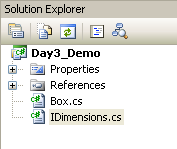 Solution Explorer
Day3_Demo
Properties
References
Box.cs
IDimensions.cs